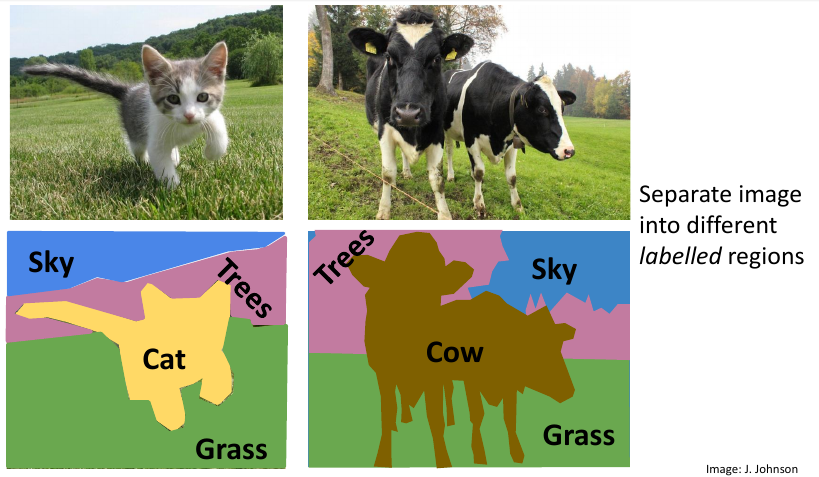 Separate image
into different
labelled regions
Sky
Trees
Cat
Grass
Trees
Sky
Cow
Grass
Image: J. Johnson